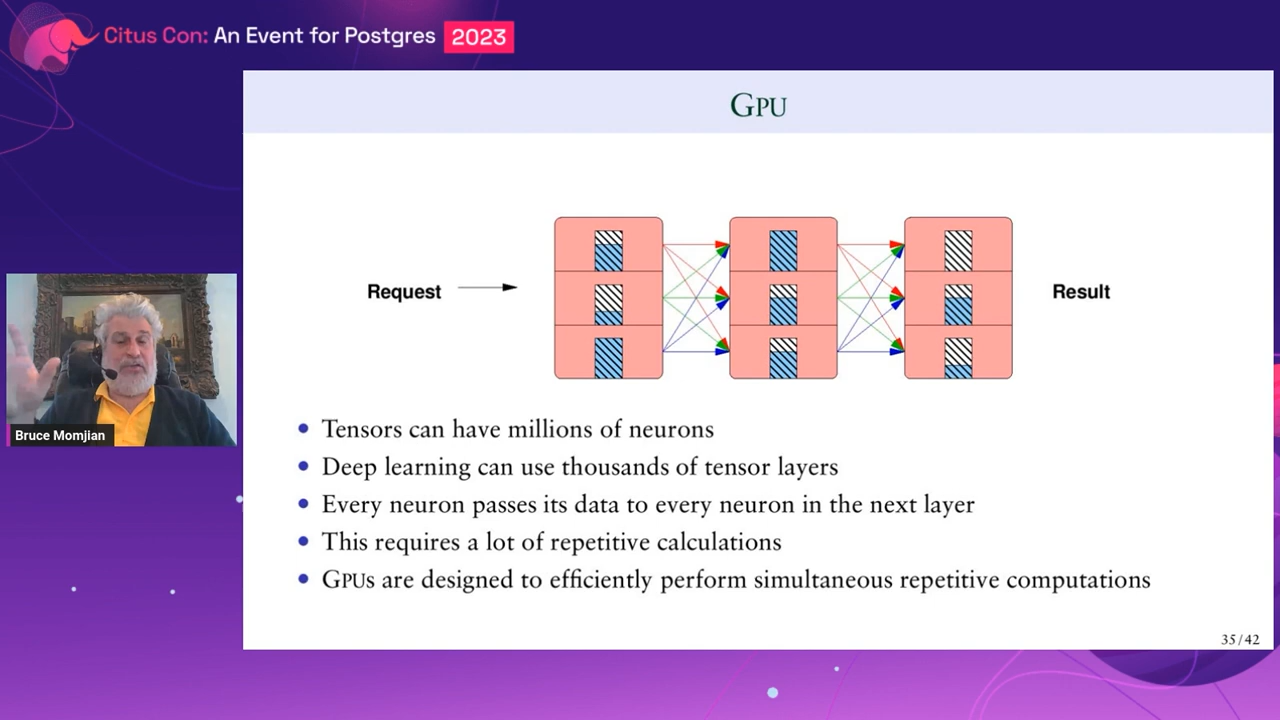 Citus Con: An Event for Postgres 2023
GPU
Request
Result
• Tensors can have millions of neurons
• Deep learning can use thousands of tensor layers
• Every neuron passes its data to every neuron in the next layer
• This requires a lot of repetitive calculations
• GPUs are designed to efficiently perform simultaneous repetitive computations
Bruce Momjian
35/42